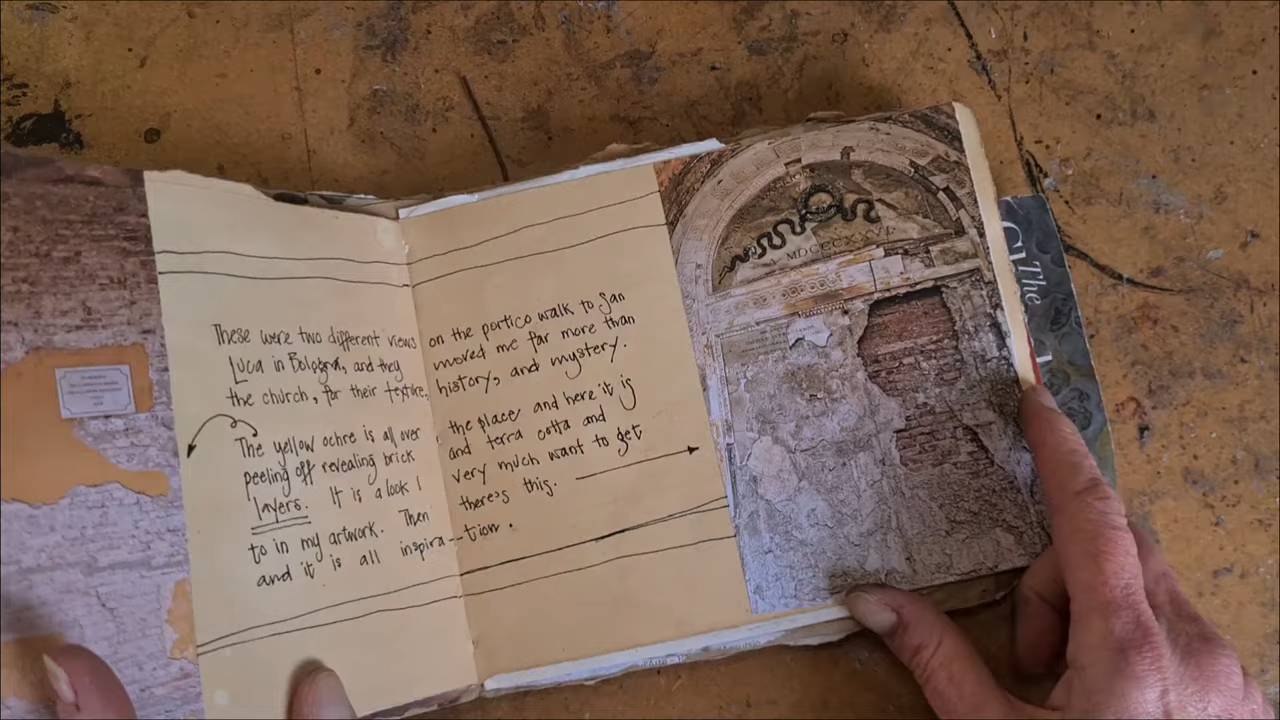 These were two different views on the portico walk to San
Luca in Bologna, and they moved me far more than
the church, for their texture, history, and mystery.
The yellow ochre is all over the place and here it is
peeling off revealing brick and terra cotta and
layers. It is a look I very much want to get
to in my artwork. Then there's this.
and it is all inspira--tion.
The